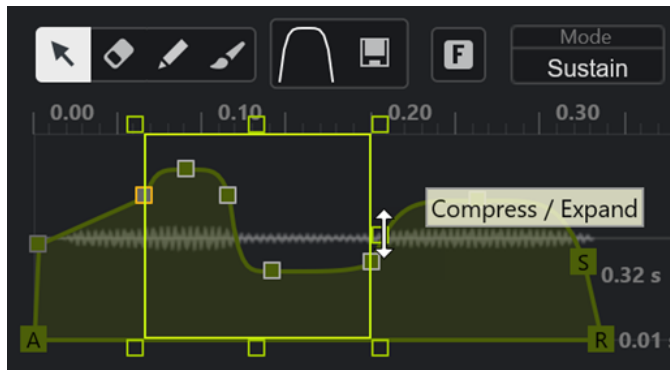 F
Mode
Sustain
0.00 0.10 0.20 0.30
Compress / Expand
S
0.32 s
A
R
0.01